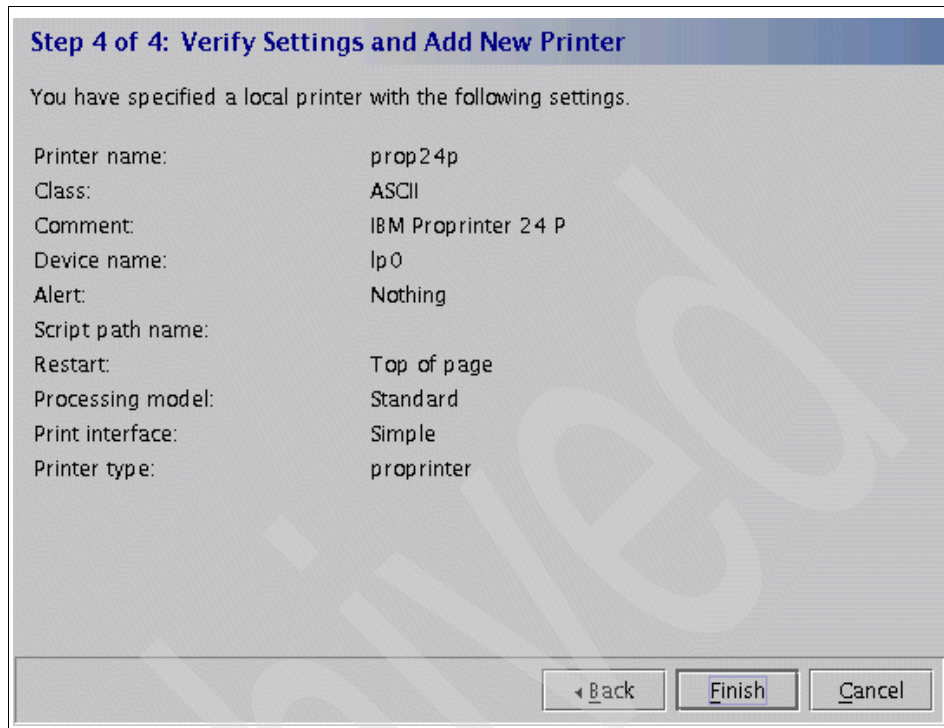 Step 4 of 4: Verify Settings and Add New Printer
You have specified a local printer with the following settings.
Printer name: prop24p
Class: ASCII
Comment: IBM Proprinter 24 P
Device name: lp0
Alert: Nothing
Script path name:
Restart: Top of page
Processing model: Standard
Print interface: Simple
Printer type: proprinter
Back Finish Cancel
hived